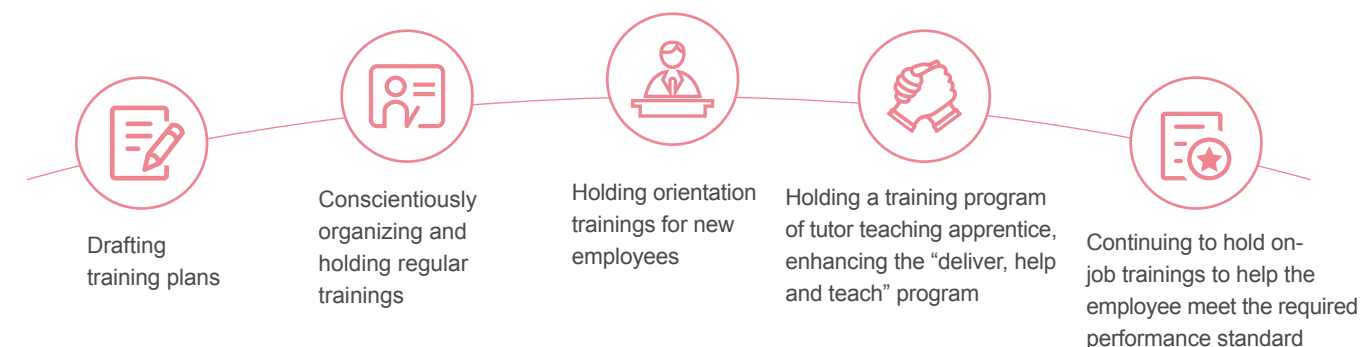 Drafting
training plans
Conscientiously
organizing and
holding regular
trainings
Holding orientation
trainings for new
employees
Holding a training program
of tutor teaching apprentice,
enhancing the “deliver, help
and teach” program
Continuing to hold on-
job trainings to help the
employee meet the required
performance standard